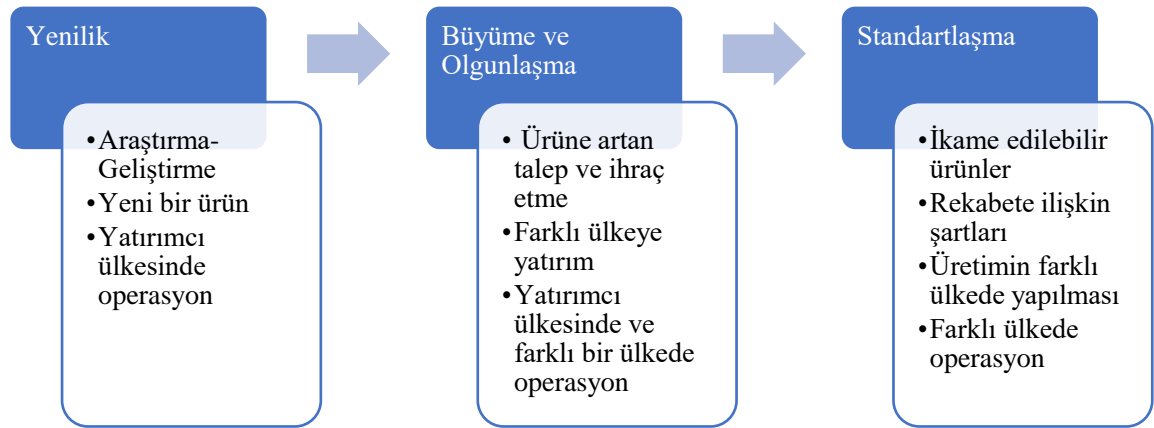 Yenilik
•Araştırma-
Geliştirme
•Yeni bir ürün
•Yatırımcı
ülkesinde
operasyon
Büyüme ve
Olgunlaşma
• Ürüne artan
talep ve ihraç
etme
•Farklı ülkeye
yatırım
•Yatırımcı
ülkesinde ve
farklı bir ülkede
operasyon
Standartlaşma
•İkame edilebilir
ürünler
•Rekabete ilişkin
şartları
•Üretimin farklı
ülkede yapılması
•Farklı ülkede
operasyon